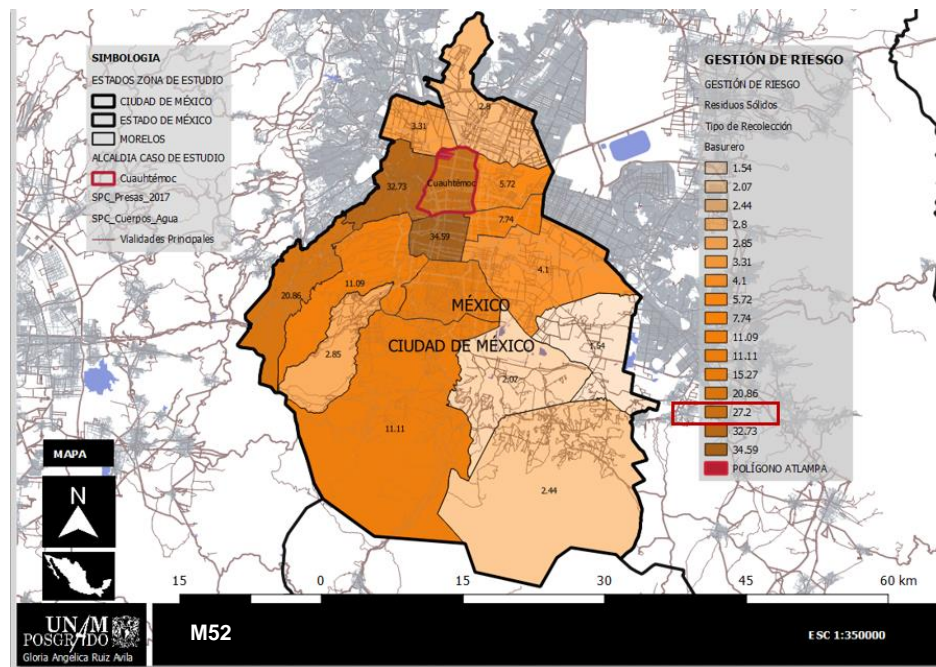 SIMBOLOGIA
ESTADOS ZONA DE ESTUDIO
CIUDAD DE MÉXICO
ESTADO DE MÉXICO
MORELOS
ALCALDIA CASO DE ESTUDIO
Cuauhtémoc
SPC_Presas_2017
SPC_Cuerpos_Agua
Vialidades Principales
GESTIÓN DE RIESGO
GESTIÓN DE RIESGO
Residuos Sólidos
Tipo de Recolección
Basurero
1.54
2.07
2.44
2.8
2.85
3.31
4.1
5.72
7.74
11.09
11.11
15.27
20.86
27.2
32.73
34.59
POLÍGONO ATLAMPA
2.8
3.31
32.73
Cuauhtémoc
5.72
7.74
34.59
4.1
20.86
11.09
MÉXICO
CIUDAD DE MÉXICO
1.54
2.85
2.07
11.11
2.44
MAPA
N
15
0
15
30
45
60 km
UNAM
POSGRADO
Gloria Angelica Ruiz Avila
M52
ESC 1:350000